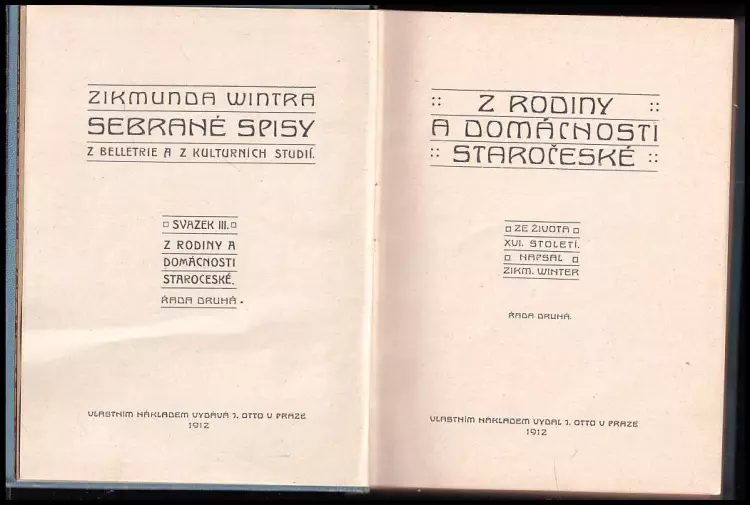 ZIKMUNDA WINTRA
SEBRANÉ SPISY
Z BELLETRIE A Z KULTURNÍCH STUDIÍ.
SVAZEK III.
Z RODINY A
DOMÁCNOSTI
STAROČESKÉ.
ŘADA DRUHÁ.
VLASTNÍM NÁKLADEM VYDÁVÁ J. OTTO V PRAZE
1912
Z RODINY
A DOMÁCNOSTI
STAROČESKÉ
ZE ŽIVOTA
XVI. STOLETÍ.
NAPSAL
ZIKM. WINTER
ŘADA DRUHÁ.
VLASTNÍM NÁKLADEM VYDAL J. OTTO V PRAZE
1912